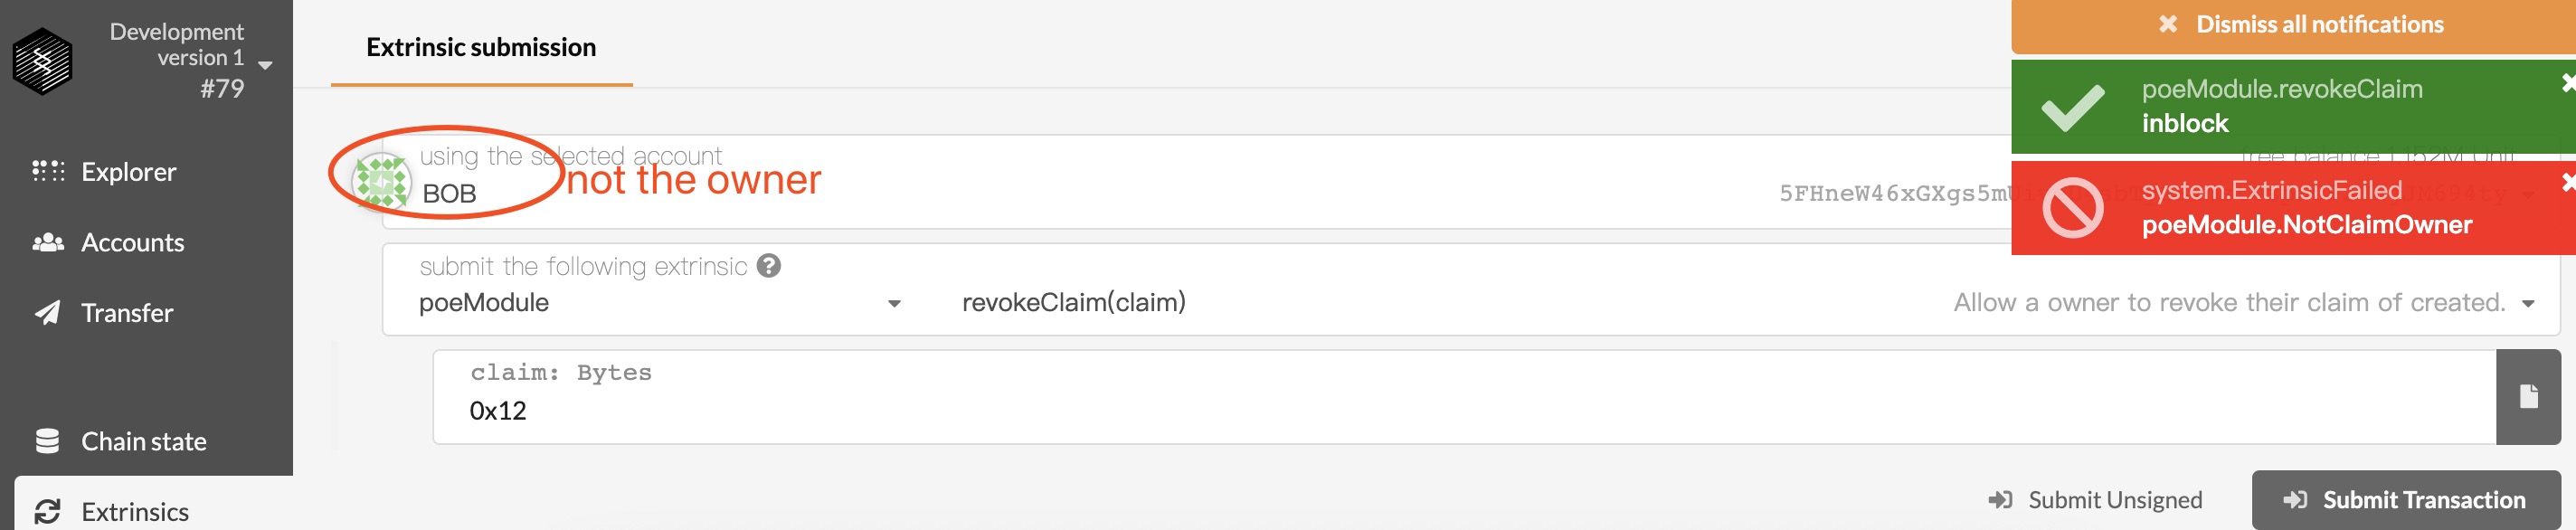 Development
version 1
#79
Explorer
Accounts
Transfer
Chain state
Extrinsics
Extrinsic submission
using the selected account
BOB
not the owner
5FHneW46xGXgs5mU
submit the following extrinsic
poeModule
revokeClaim(claim)
Allow a owner to revoke their claim of created.
claim: Bytes
0x12
Submit Unsigned
Submit Transaction
Dismiss all notifications
poeModule.revokeClaim
inblock
system.ExtrinsicFailed
poeModule.NotClaimOwner